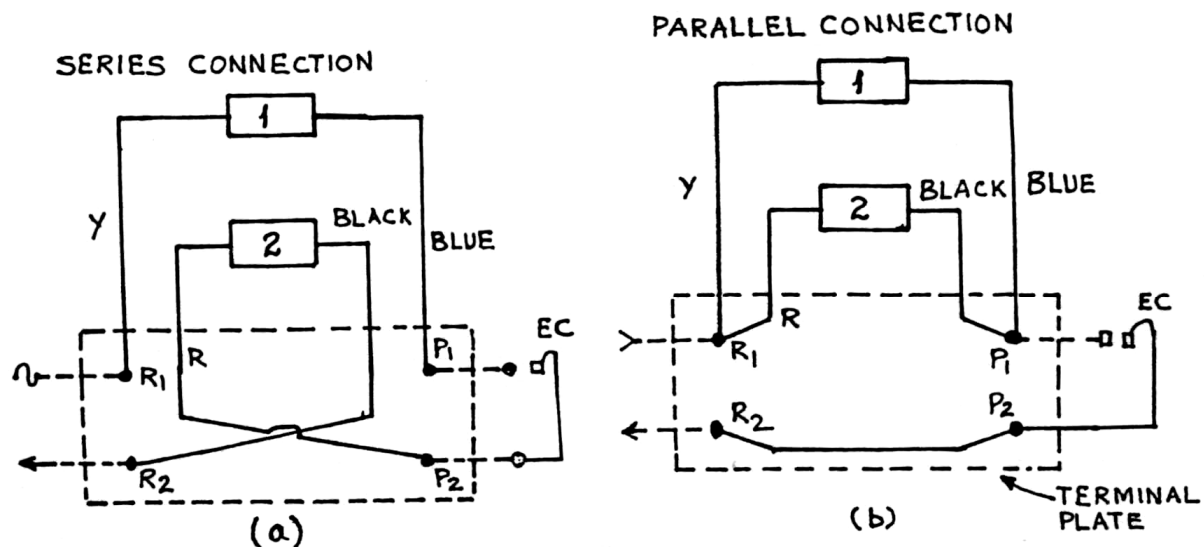 SERIES CONNECTION
1
Y
2
BLACK
BLUE
R
R1
P1
EC
R2
P2
(a)
PARALLEL CONNECTION
1
Y
2
BLACK
BLUE
R
R1
P1
EC
R2
P2
(b)
TERMINAL
PLATE